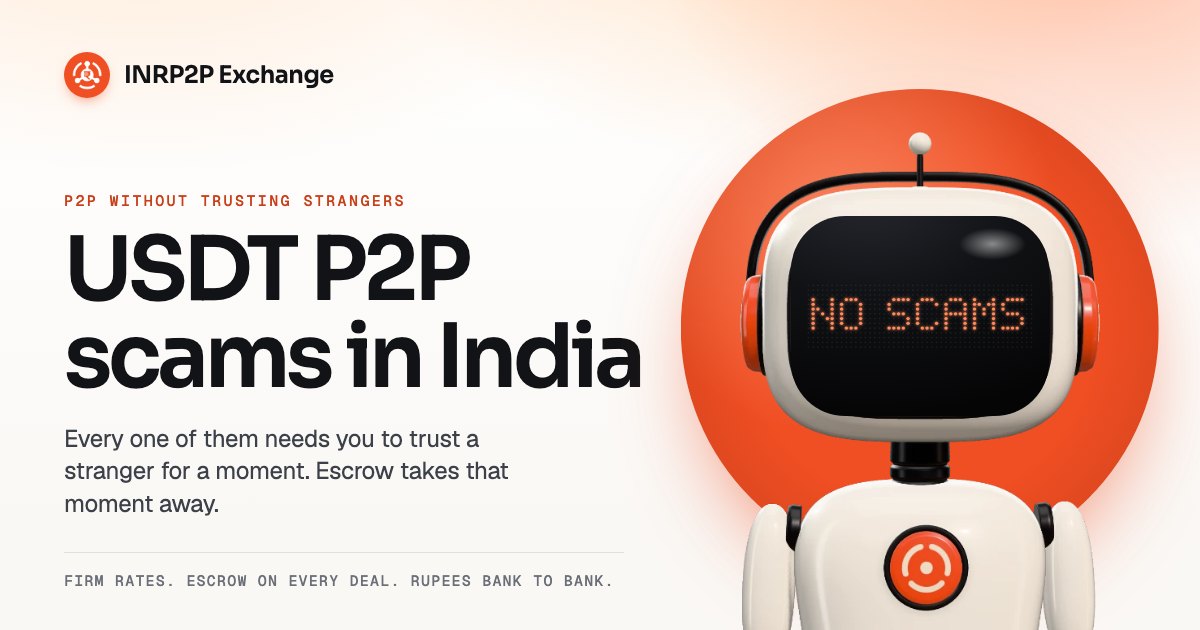 INRP2P Exchange
P2P WITHOUT TRUSTING STRANGERS
USDT P2P
scams in India
Every one of them needs you to trust a
stranger for a moment. Escrow takes that
moment away.
FIRM RATES. ESCROW ON EVERY DEAL. RUPEES BANK TO BANK.
NO SCAMS